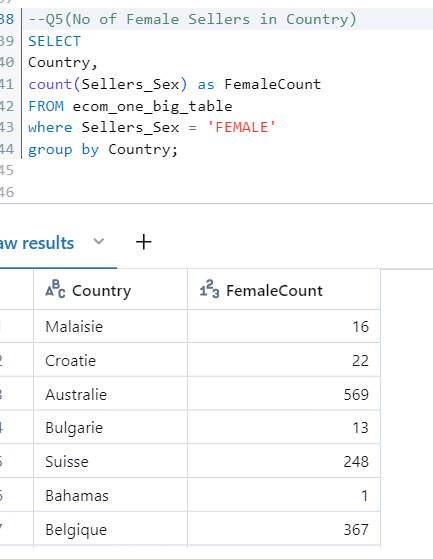 38 --Q5(No of Female Sellers in Country)
39 SELECT
40 Country,
41 count(Sellers_Sex) as FemaleCount
42 FROM ecom_one_big_table
43 where Sellers_Sex = 'FEMALE'
44 group by Country;
45
46
aw results +
ABC Country 123 FemaleCount
Malaisie 16
2 Croatie 22
3 Australie 569
4 Bulgarie 13
5 Suisse 248
6 Bahamas 1
7 Belgique 367